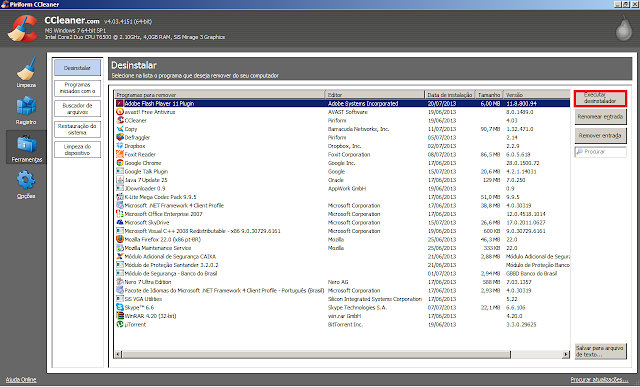 Piriform CCleaner
CCleaner.com v4.03.4151 (64-bit)
MS Windows 7 64-bit SP1
Intel Core2 Duo CPU T6500 @ 2.10GHz, 4,0GB RAM, SiS Mirage 3 Graphics
Limpeza
Registro
Ferramentas
Opções
Desinstalar
Programas iniciados com o
Buscador de arquivos
Restauração do sistema
Limpeza do dispositivo
Desinstalar
Selecione na lista o programa que deseja remover do seu computador
Programas para remover Editor Data de instalação Tamanho Versão
Adobe Flash Player 11 Plugin Adobe Systems Incorporated 20/07/2013 6,00 MB 11.8.800.94
avast! Free Antivirus AVAST Software 19/06/2013 8.0.1489.0
CCleaner Piriform 19/07/2013 4.03
Copy Barracuda Networks, Inc. 11/07/2013 90,7 MB 1.32.471.0
Defraggler Piriform 05/07/2013 2.14
Dropbox Dropbox, Inc. 02/07/2013 2.2.9
Foxit Reader Foxit Corporation 08/07/2013 86,5 MB 6.0.5.618
Google Chrome Google Inc. 17/06/2013 28.0.1500.72
Google Talk Plugin Google 15/07/2013 20,6 MB 4.2.1.14031
Java 7 Update 25 Oracle 17/06/2013 129 MB 7.0.250
JDownloader 0.9 AppWork GmbH 19/06/2013 0.9
K-Lite Mega Codec Pack 9.9.5 17/06/2013 51,0 MB 9.9.5
Microsoft .NET Framework 4 Client Profile Microsoft Corporation 17/06/2013 38,8 MB 4.0.30319
Microsoft Office Enterprise 2007 Microsoft Corporation 17/06/2013 12.0.4518.1014
Microsoft SkyDrive Microsoft Corporation 15/07/2013 26,6 MB 17.0.2011.0627
Microsoft Visual C++ 2008 Redistributable - x86 9.0.30729.6161 Microsoft Corporation 19/06/2013 600 KB 9.0.30729.6161
Mozilla Firefox 22.0 (x86 pt-BR) Mozilla 25/06/2013 46,3 MB 22.0
Mozilla Maintenance Service Mozilla 25/06/2013 333 KB 22.0
Módulo Adicional de Segurança CAIXA 21/06/2013 2,88 MB Módulo Adicional de S
Módulo de Proteção Santander 3.2.0.2 21/06/2013 Módulo de Protecão S
Módulo de Segurança - Banco do Brasil 01/07/2013 2,94 MB GBBD Banco do Brasil
Nero 7 Ultra Edition Nero AG 17/06/2013 588 MB 7.03.1357
Pacote de Idiomas do Microsoft .NET Framework 4 Client Profile - Português (Brasil) Microsoft Corporation 17/06/2013 2,93 MB 4.0.30319
SiS VGA Utilities Silicon Integrated Systems Corporation 17/06/2013 5.22
Skype™ 6.6 Skype Technologies S.A. 07/07/2013 22,1 MB 6.6.106
WinRAR 4.20 (32-bit) win.rar GmbH 17/06/2013 4.20.0
µTorrent BitTorrent Inc. 19/06/2013 3.3.0.29625
Executar desinstalador
Renomear entrada
Remover entrada
Procurar
Salvar para arquivo de texto...
Ajuda Online
Procurar atualizações...